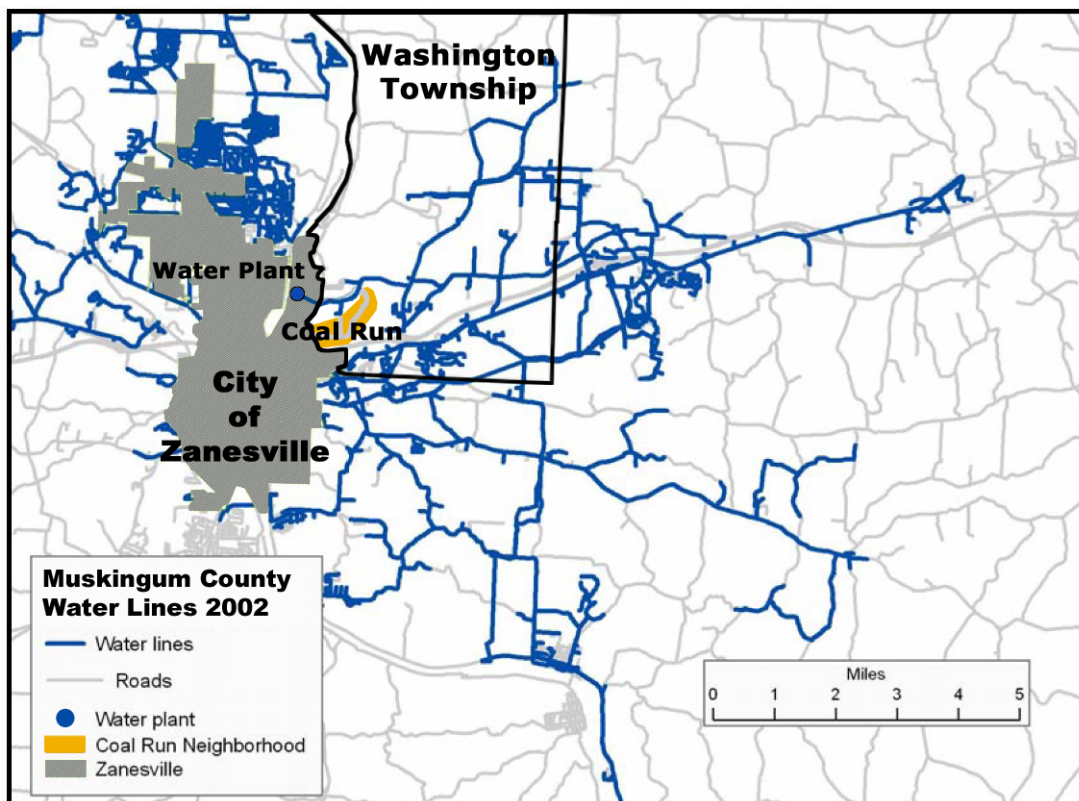 Washington
Township
Water Plant
Coal Run
City
of
Zanesville
Muskingum County
Water Lines 2002
Water lines
Roads
Water plant
Coal Run Neighborhood
Zanesville
Miles
0 1 2 3 4 5